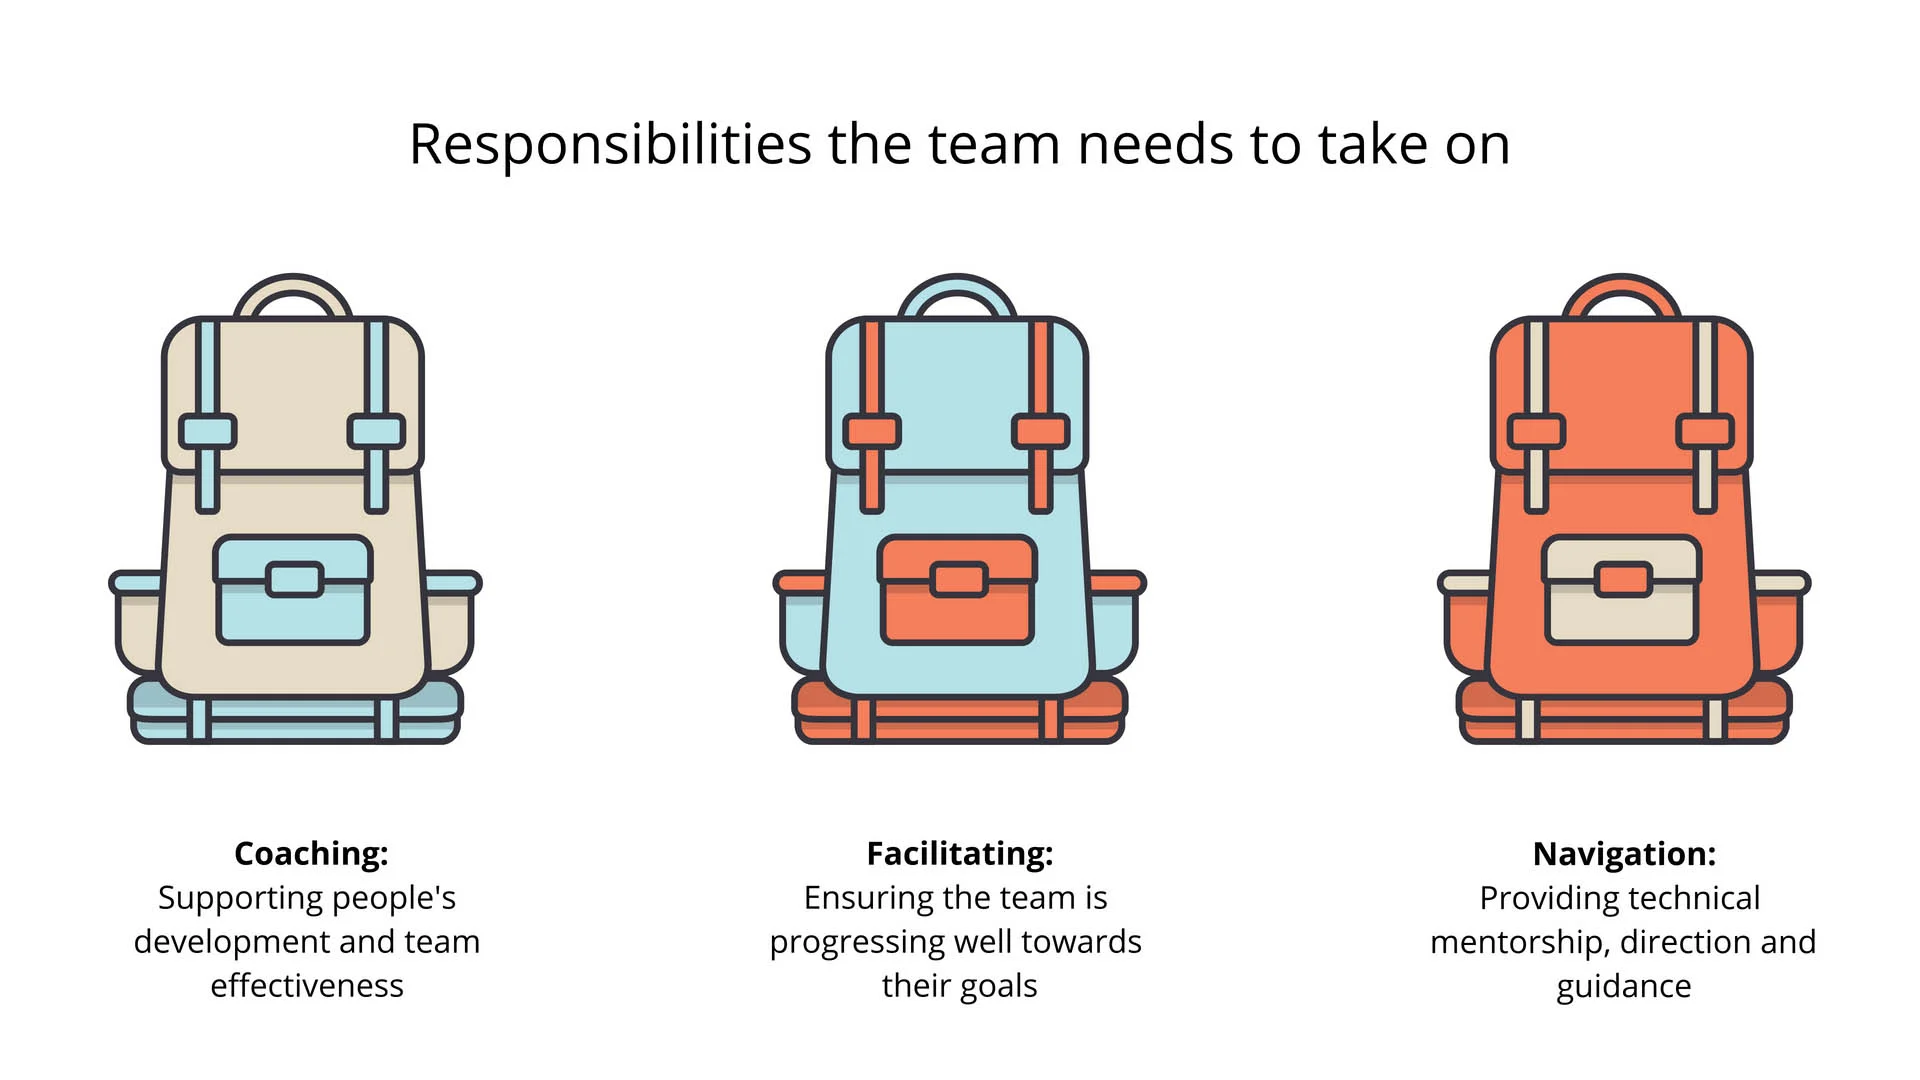 Responsibilities the team needs to take on
Coaching:
Supporting people's
development and team
effectiveness
Facilitating:
Ensuring the team is
progressing well towards
their goals
Navigation:
Providing technical
mentorship, direction and
guidance